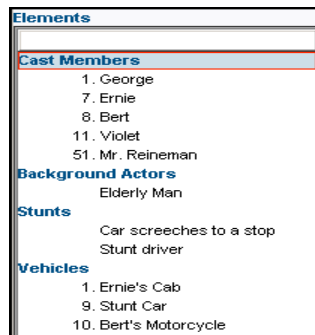 Elements
Cast Members
1. George
7. Ernie
8. Bert
11. Violet
51. Mr. Reineman
Background Actors
Elderly Man
Stunts
Car screeches to a stop
Stunt driver
Vehicles
1. Ernie's Cab
9. Stunt Car
10. Bert's Motorcycle